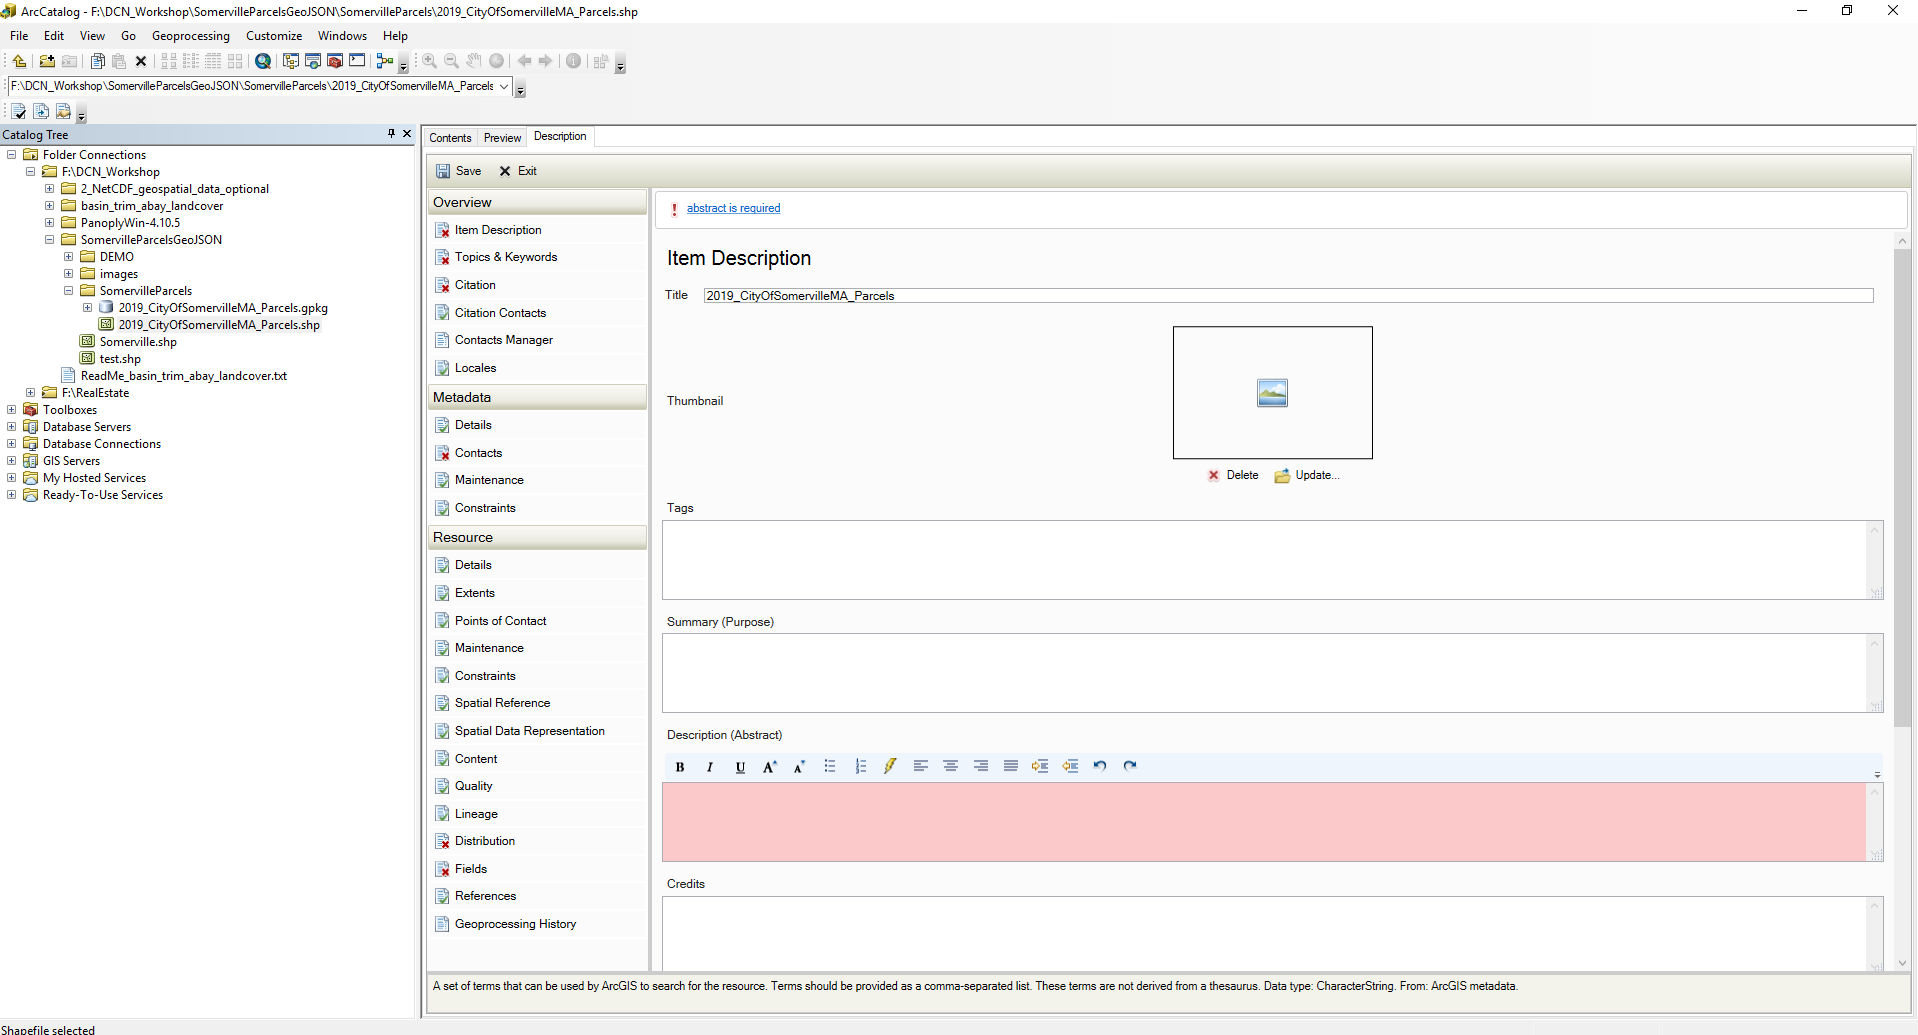 ArcCatalog - F:\DCN_Workshop\SomervilleParcelsGeoJSON\SomervilleParcels\2019_CityOfSomervilleMA_Parcels.shp
File Edit View Go Geoprocessing Customize Windows Help
F:\DCN_Workshop\SomervilleParcelsGeoJSON\SomervilleParcels\2019_CityOfSomervilleMA_Parcels
Catalog Tree
Folder Connections
F:\DCN_Workshop
2_NetCDF_geospatial_data_optional
basin_trim_abay_landcover
PanoplyWin-4.10.5
SomervilleParcelsGeoJSON
DEMO
images
SomervilleParcels
2019_CityOfSomervilleMA_Parcels.gpkg
2019_CityOfSomervilleMA_Parcels.shp
Somerville.shp
test.shp
ReadMe_basin_trim_abay_landcover.txt
F:\RealEstate
Toolboxes
Database Servers
Database Connections
GIS Servers
My Hosted Services
Ready-To-Use Services
Contents Preview Description
Save Exit
Overview
Item Description
Topics & Keywords
Citation
Citation Contacts
Contacts Manager
Locales
Metadata
Details
Contacts
Maintenance
Constraints
Resource
Details
Extents
Points of Contact
Maintenance
Constraints
Spatial Reference
Spatial Data Representation
Content
Quality
Lineage
Distribution
Fields
References
Geoprocessing History
abstract is required
Item Description
Title 2019_CityOfSomervilleMA_Parcels
Thumbnail
Delete Update...
Tags
Summary (Purpose)
Description (Abstract)
B I U A A
Credits
A set of terms that can be used by ArcGIS to search for the resource. Terms should be provided as a comma-separated list. These terms are not derived from a thesaurus. Data type: CharacterString. From: ArcGIS metadata.
Shapefile selected